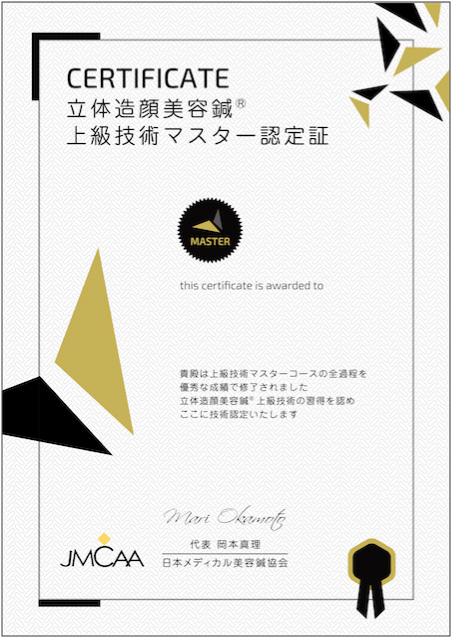 CERTIFICATE
立体造顔美容鍼®
上級技術マスター認定証
MASTER
this certificate is awarded to
貴殿は上級技術マスターコースの全過程を
優秀な成績で修了されました
立体造顔美容鍼®上級技術の習得を認め
ここに技術認定いたします
Mari Okamoto
代表 岡本真理
JMCAA
日本メディカル美容鍼協会